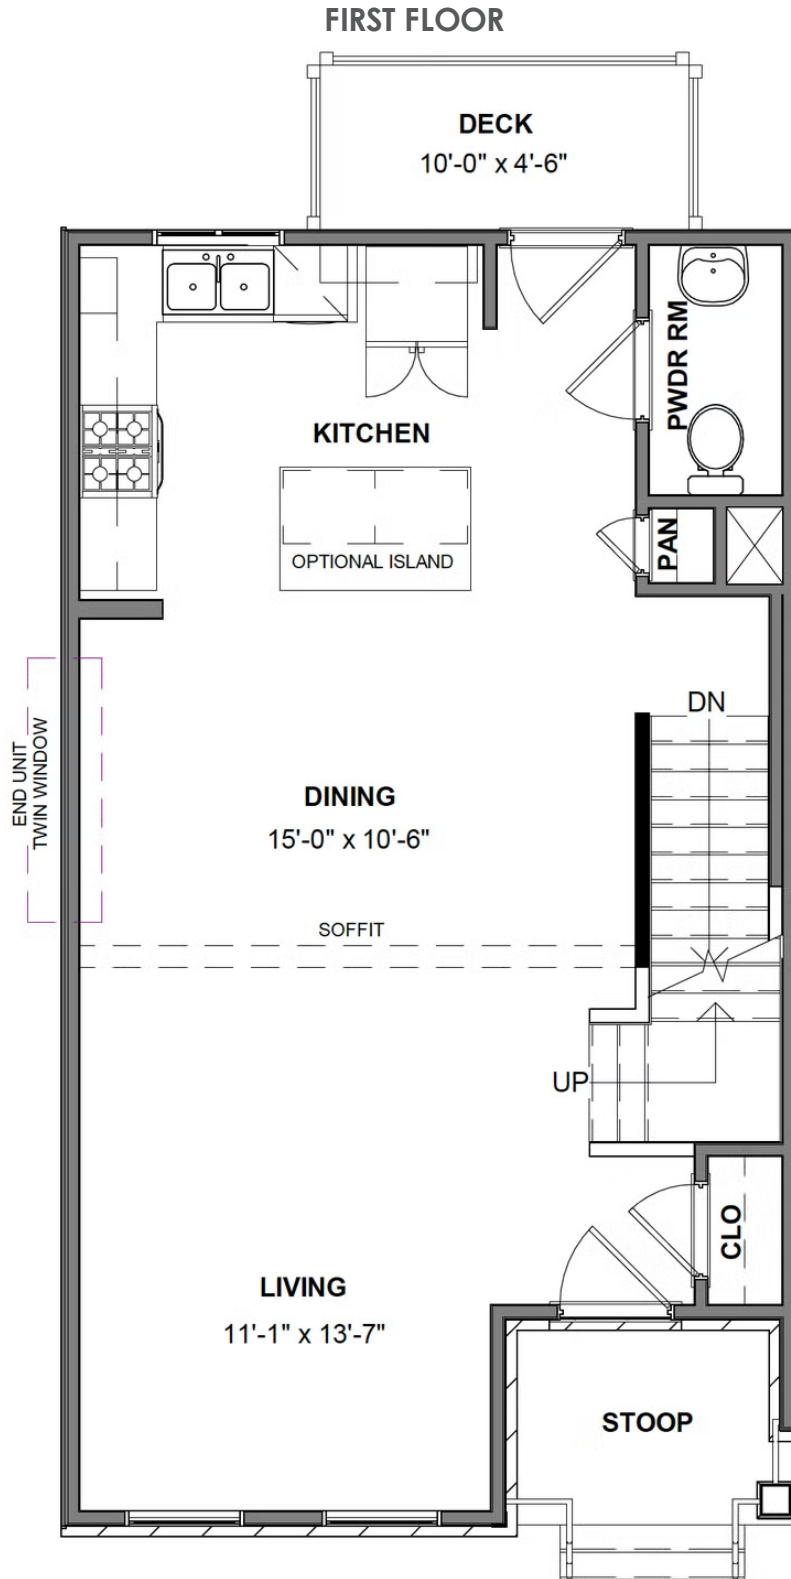 FIRST FLOOR
DECK
10'-0" x 4'-6"
PWDR RM
KITCHEN
PAN
OPTIONAL ISLAND
DN
END UNIT
TWIN WINDOW
DINING
15'-0" x 10'-6"
SOFFIT
UP
CLO
LIVING
11'-1" x 13'-7"
STOOP